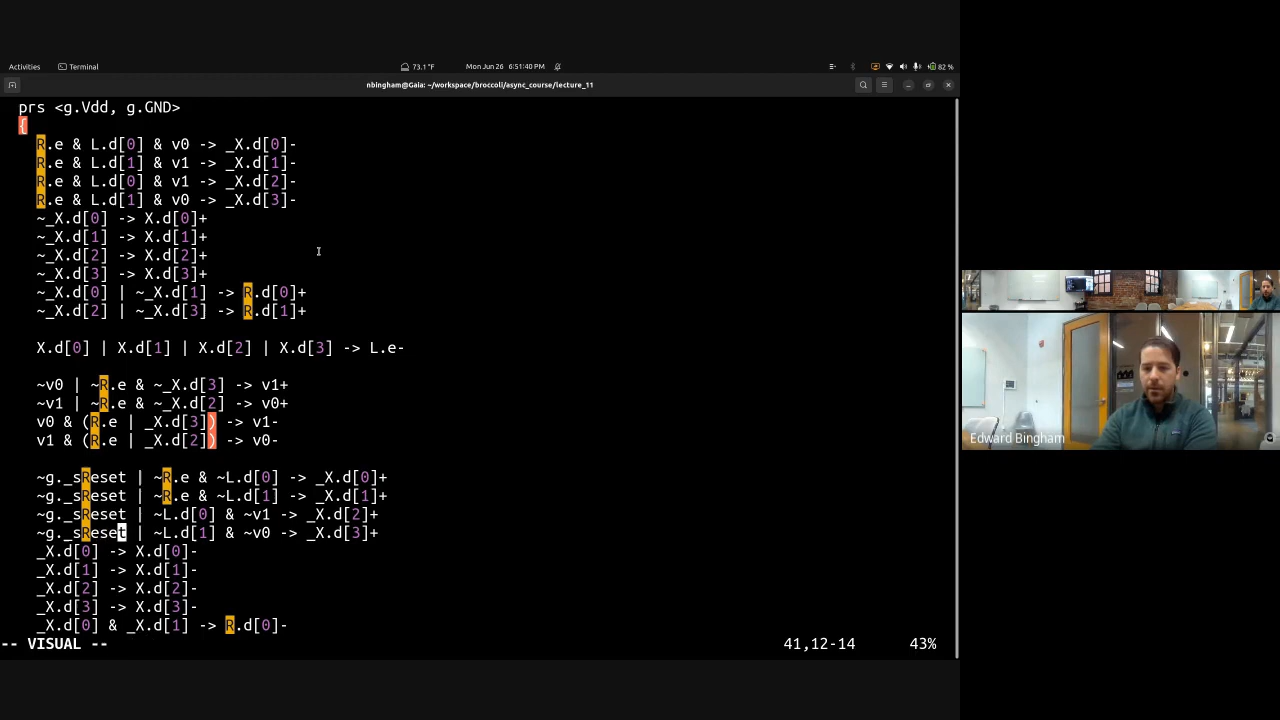 Activities
Terminal
73.1 °F
Mon Jun 26 6:51:40 PM
82 %
nbingham@Gaia: ~/workspace/broccoli/async_course/lecture_11
prs <g.Vdd, g.GND>
{
R.e & L.d[0] & v0 -> _X.d[0]-
R.e & L.d[1] & v1 -> _X.d[1]-
R.e & L.d[0] & v1 -> _X.d[2]-
R.e & L.d[1] & v0 -> _X.d[3]-
~_X.d[0] -> X.d[0]+
~_X.d[1] -> X.d[1]+
~_X.d[2] -> X.d[2]+
~_X.d[3] -> X.d[3]+
~_X.d[0] | ~_X.d[1] -> R.d[0]+
~_X.d[2] | ~_X.d[3] -> R.d[1]+
X.d[0] | X.d[1] | X.d[2] | X.d[3] -> L.e-
~v0 | ~R.e & ~_X.d[3] -> v1+
~v1 | ~R.e & ~_X.d[2] -> v0+
v0 & (R.e | _X.d[3]) -> v1-
v1 & (R.e | _X.d[2]) -> v0-
~g._sReset | ~R.e & ~L.d[0] -> _X.d[0]+
~g._sReset | ~R.e & ~L.d[1] -> _X.d[1]+
~g._sReset | ~L.d[0] & ~v1 -> _X.d[2]+
~g._sReset | ~L.d[1] & ~v0 -> _X.d[3]+
_X.d[0] -> X.d[0]-
_X.d[1] -> X.d[1]-
_X.d[2] -> X.d[2]-
_X.d[3] -> X.d[3]-
_X.d[0] & _X.d[1] -> R.d[0]-
-- VISUAL --
41,12-14
43%
Edward Bingham